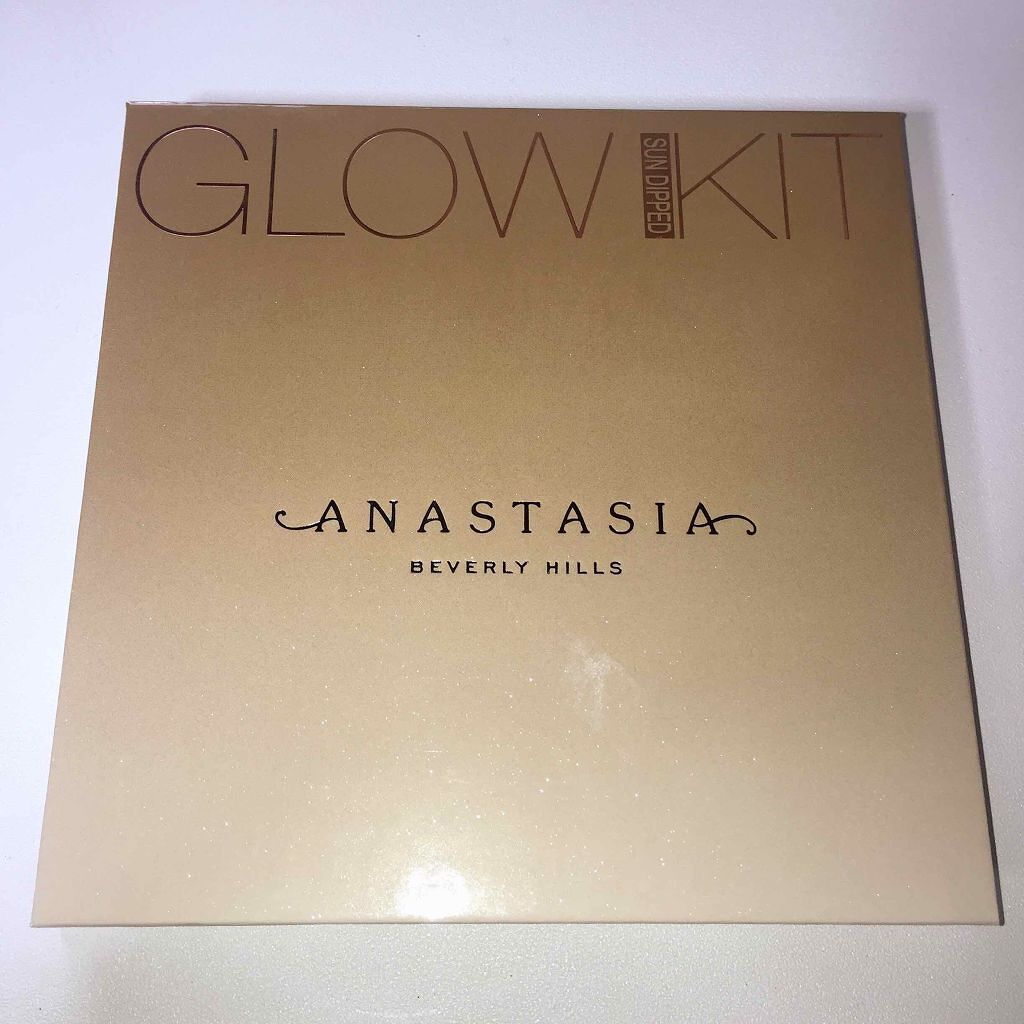 GLOW SUN DIPPED KIT
ANASTASIA
BEVERLY HILLS